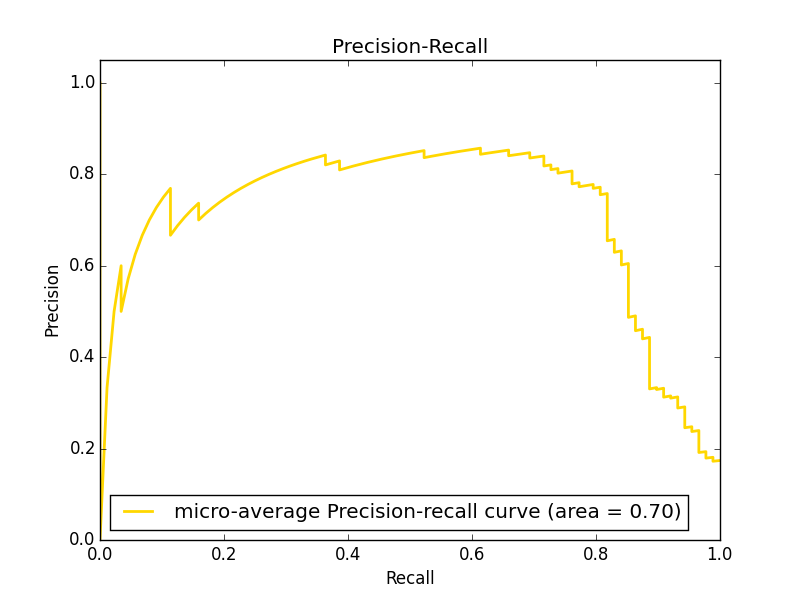 Precision-Recall
1.0
0.8
0.6
0.4
0.2
0.0
Precision
micro-average Precision-recall curve (area = 0.70)
0.0 0.2 0.4 0.6 0.8 1.0
Recall